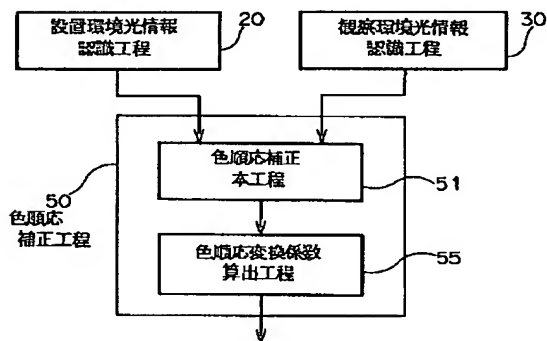 設置環境光情報
認識工程
20
観察環境光情報
認識工程
30
50
色順応
補正工程
色順応補正
本工程
51
色順応変換係数
算出工程
55